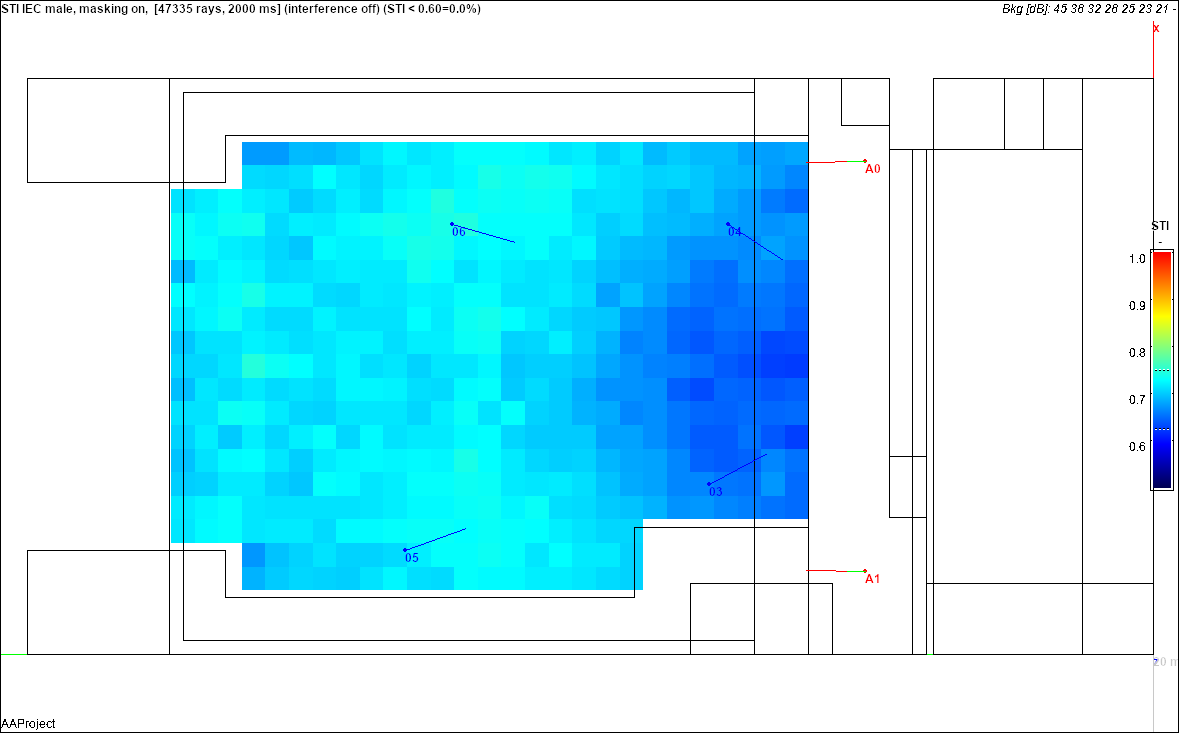 STI IEC male, masking on, [47335 rays, 2000 ms] (interference off) (STI < 0.60=0.0%)
Bkg [dB]: 45 38 32 28 25 23 21 -
x
A0
06
04
STI
-
1.0
0.9
0.8
0.7
0.6
03
05
A1
z
20 m
AAProject